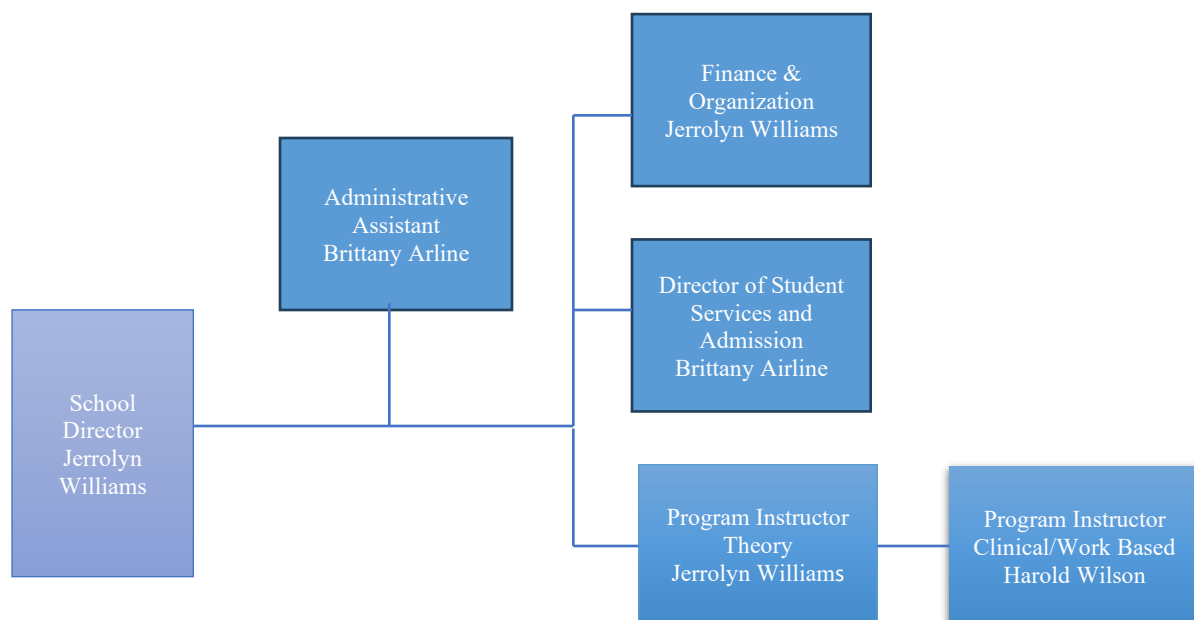 Finance &
Organization
Jerrolyn Williams
Administrative
Assistant
Brittany Arline
Director of Student
Services and
Admission
Brittany Airline
School
Director
Jerrolyn
Williams
Program Instructor
Theory
Jerrolyn Williams
Program Instructor
Clinical/Work Based
Harold Wilson